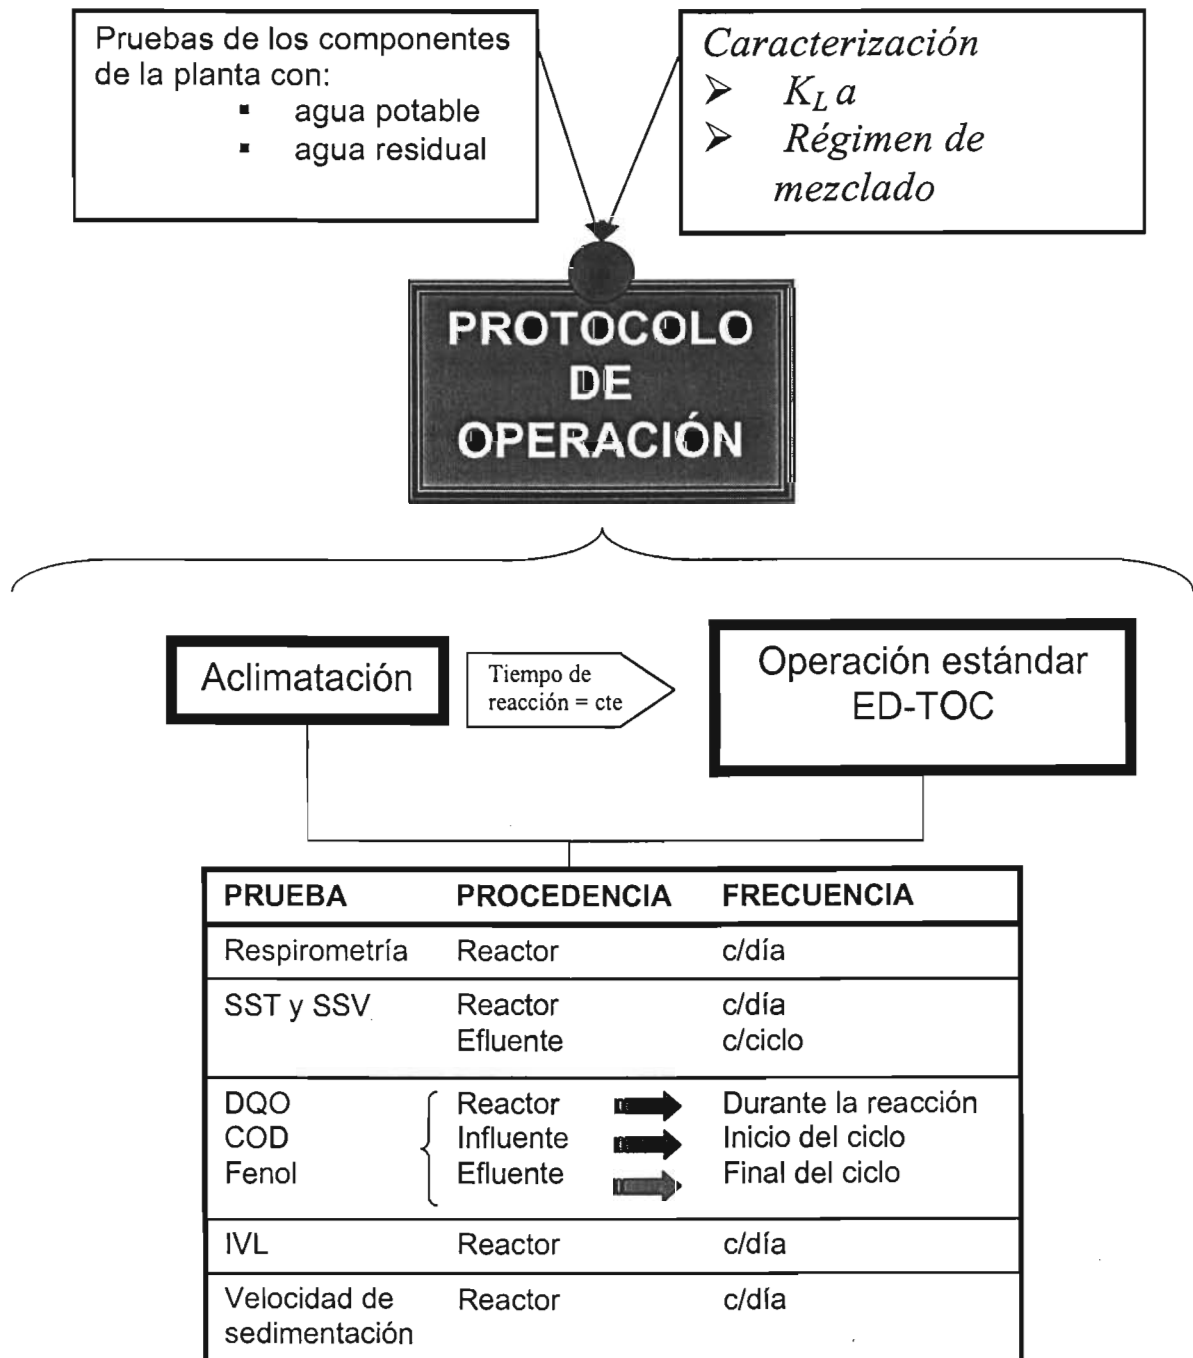 Pruebas de los componentes
de la planta con:
▪ agua potable
▪ agua residual
Caracterización
➢ K_L a
➢ Régimen de
mezclado
PROTOCOLO
DE
OPERACIÓN
Aclimatación
Tiempo de
reacción = cte
Operación estándar
ED-TOC
PRUEBA PROCEDENCIA FRECUENCIA
Respirometría Reactor c/día
SST y SSV Reactor c/día
Efluente c/ciclo
DQO Reactor Durante la reacción
COD Influente Inicio del ciclo
Fenol Efluente Final del ciclo
IVL Reactor c/día
Velocidad de Reactor c/día
sedimentación